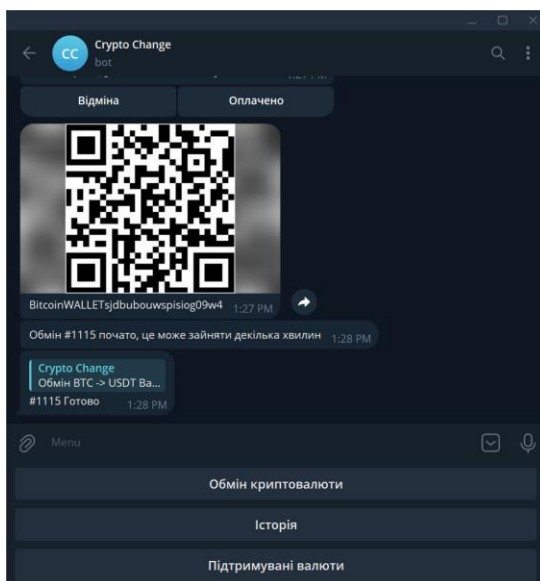 Crypto Change
CC
bot
Відміна
Оплачено
BitcoinWALLETsjdbubouwspisiog09w4 1:27 PM
Обмін #1115 почато, це може зайняти декілька хвилин 1:28 PM
Crypto Change
Обмін BTC -> USDT Ва...
#1115 Готово 1:28 PM
Menu
Обмін криптовалюти
Історія
Підтримувані валюти